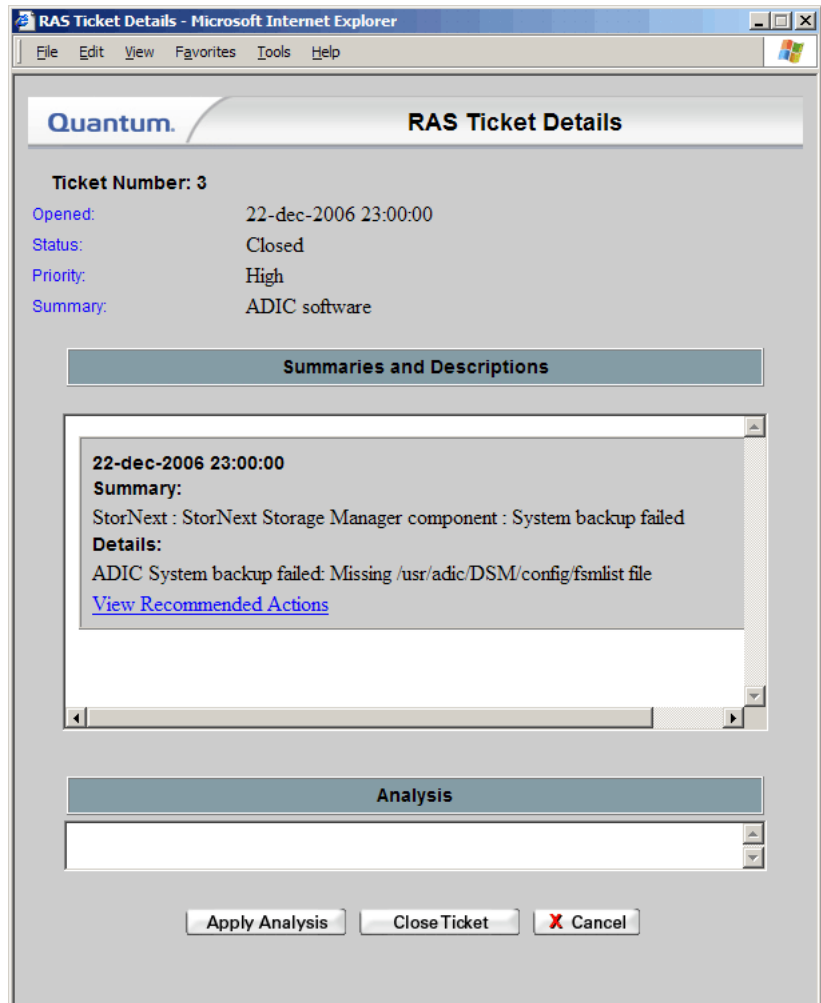 RAS Ticket Details - Microsoft Internet Explorer
File Edit View Favorites Tools Help
Quantum. RAS Ticket Details
Ticket Number: 3
Opened: 22-dec-2006 23:00:00
Status: Closed
Priority: High
Summary: ADIC software
Summaries and Descriptions
22-dec-2006 23:00:00
Summary:
StorNext : StorNext Storage Manager component : System backup failed
Details:
ADIC System backup failed: Missing /usr/adic/DSM/config/fsmlist file
View Recommended Actions
Analysis
Apply Analysis Close Ticket X Cancel